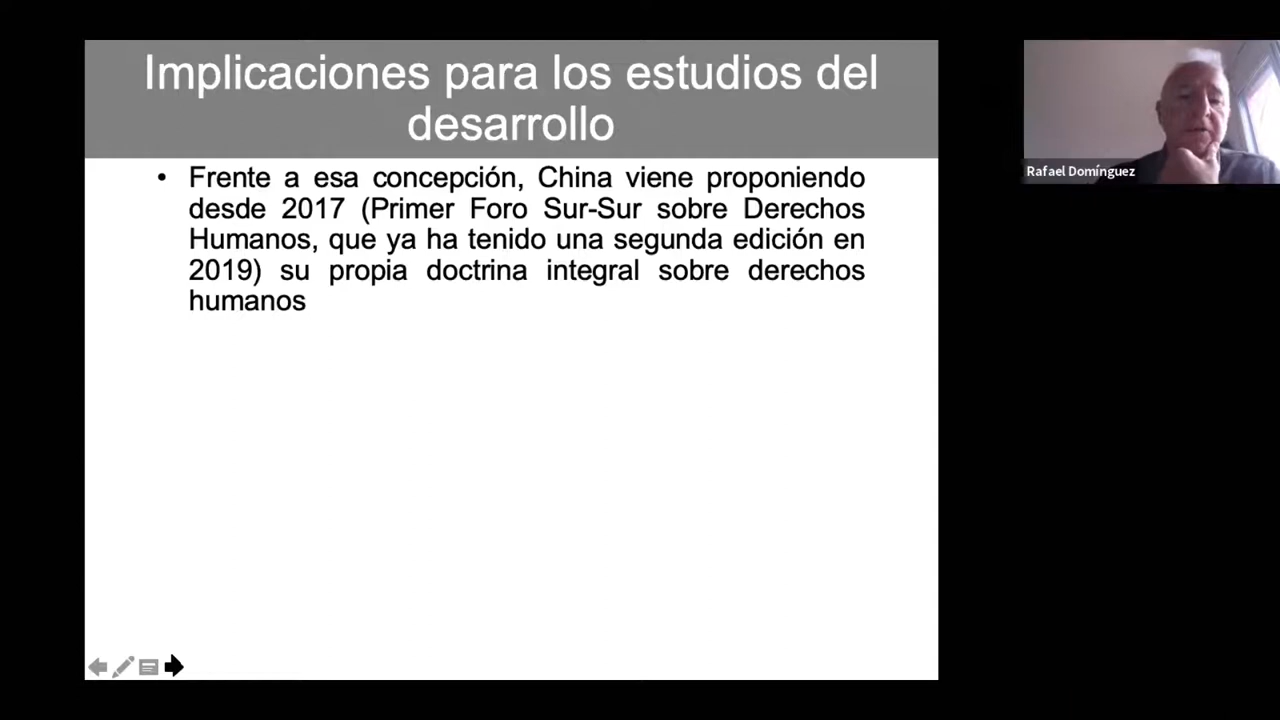 Implicaciones para los estudios del
desarrollo
• Frente a esa concepción, China viene proponiendo
desde 2017 (Primer Foro Sur-Sur sobre Derechos
Humanos, que ya ha tenido una segunda edición en
2019) su propia doctrina integral sobre derechos
humanos
Rafael Domínguez